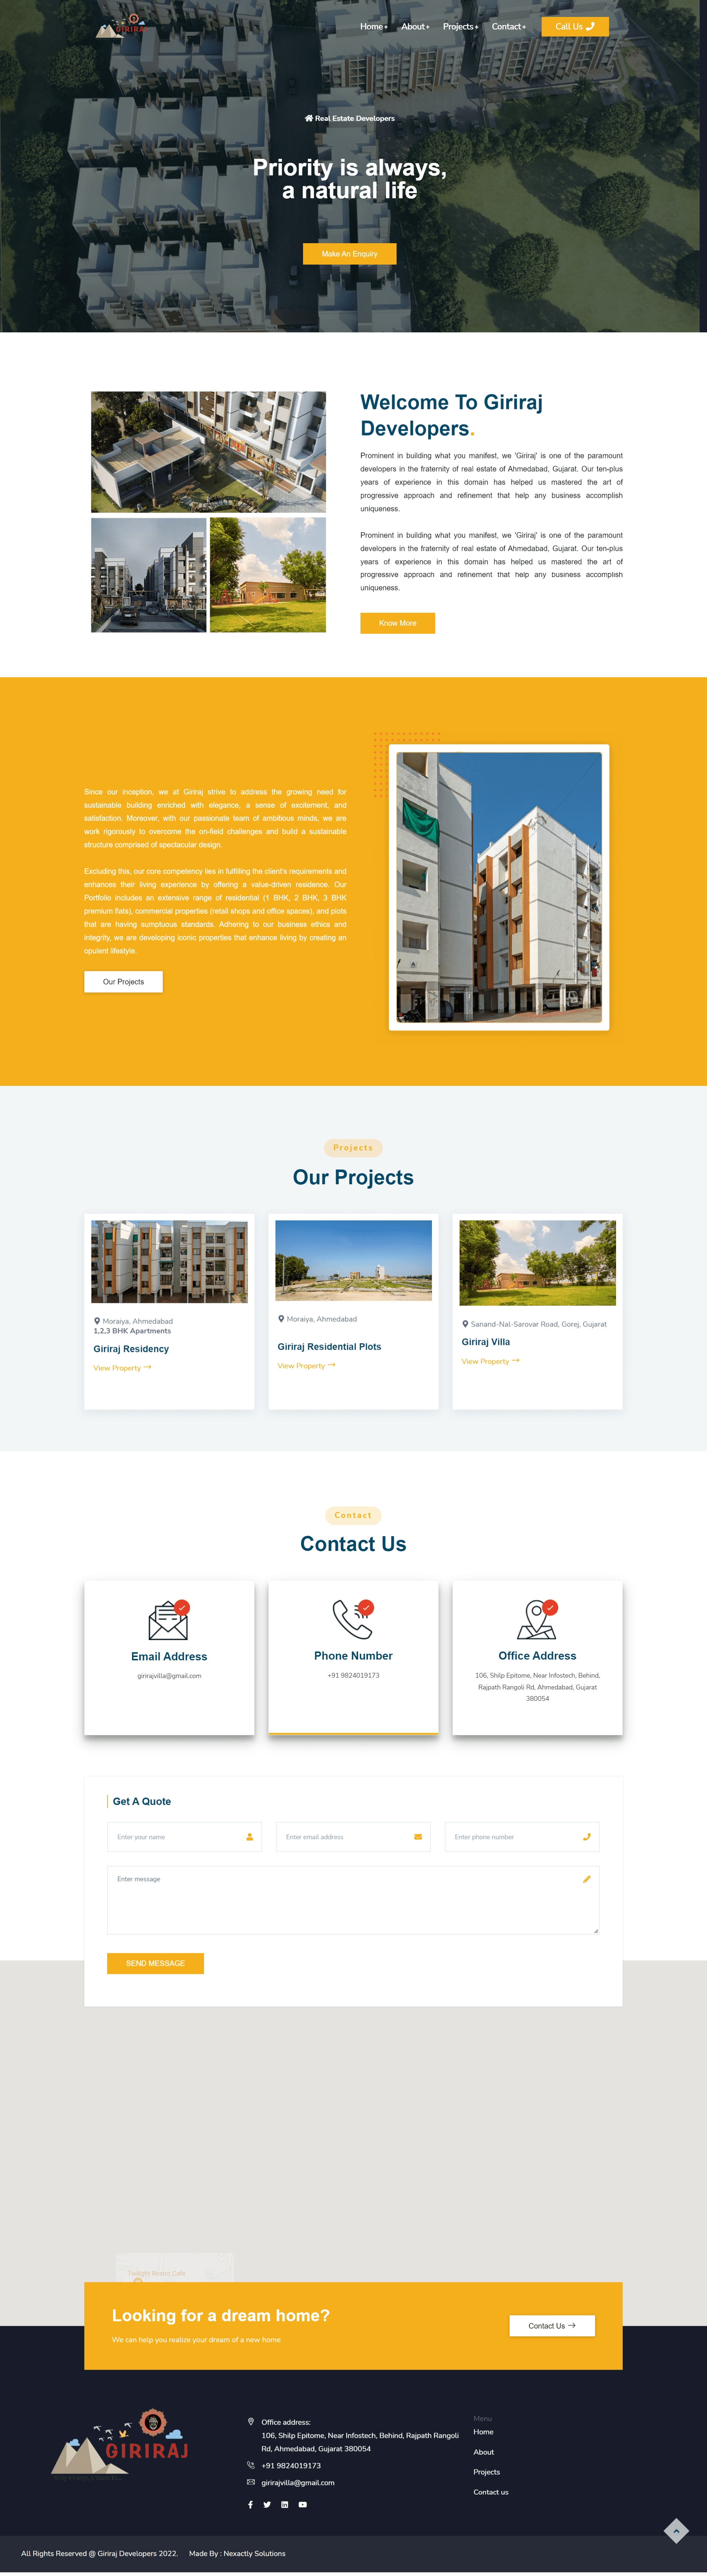 GIRIRAJ
Home+ About+ Projects+ Contact+ Call Us
Real Estate Developers
Priority is always,
a natural life
Make An Enquiry
Welcome To Giriraj
Developers.
Prominent in building what you manifest, we 'Giriraj' is one of the paramount
developers in the fraternity of real estate of Ahmedabad, Gujarat. Our ten-plus
years of experience in this domain has helped us mastered the art of
progressive approach and refinement that help any business accomplish
uniqueness.
Prominent in building what you manifest, we 'Giriraj' is one of the paramount
developers in the fraternity of real estate of Ahmedabad, Gujarat. Our ten-plus
years of experience in this domain has helped us mastered the art of
progressive approach and refinement that help any business accomplish
uniqueness.
Know More
Since our inception, we at Giriraj strive to address the growing need for
sustainable building enriched with elegance, a sense of excitement, and
satisfaction. Moreover, with our passionate team of ambitious minds, we are
work rigorously to overcome the on-field challenges and build a sustainable
structure comprised of spectacular design.
Excluding this, our core competency lies in fulfilling the client's requirements and
enhances their living experience by offering a value-driven residence. Our
Portfolio includes an extensive range of residential (1 BHK, 2 BHK, 3 BHK
premium flats), commercial properties (retail shops and office spaces), and plots
that are having sumptuous standards. Adhering to our business ethics and
integrity, we are developing iconic properties that enhance living by creating an
opulent lifestyle.
Our Projects
Projects
Our Projects
Moraiya, Ahmedabad
1,2,3 BHK Apartments
Giriraj Residency
View Property
Moraiya, Ahmedabad
Giriraj Residential Plots
View Property
Sanand-Nal-Sarovar Road, Gorej, Gujarat
Giriraj Villa
View Property
Contact
Contact Us
Email Address
girirajvilla@gmail.com
Phone Number
+91 9824019173
Office Address
106, Shilp Epitome, Near Infostech, Behind,
Rajpath Rangoli Rd, Ahmedabad, Gujarat
380054
Get A Quote
Enter your name
Enter email address
Enter phone number
Enter message
SEND MESSAGE
Twilight Restro Cafe
Looking for a dream home?
We can help you realize your dream of a new home
Contact Us
GIRIRAJ
Office address:
106, Shilp Epitome, Near Infostech, Behind, Rajpath Rangoli
Rd, Ahmedabad, Gujarat 380054
+91 9824019173
girirajvilla@gmail.com
Menu
Home
About
Projects
Contact us
All Rights Reserved @ Giriraj Developers 2022. Made By : Nexactly Solutions